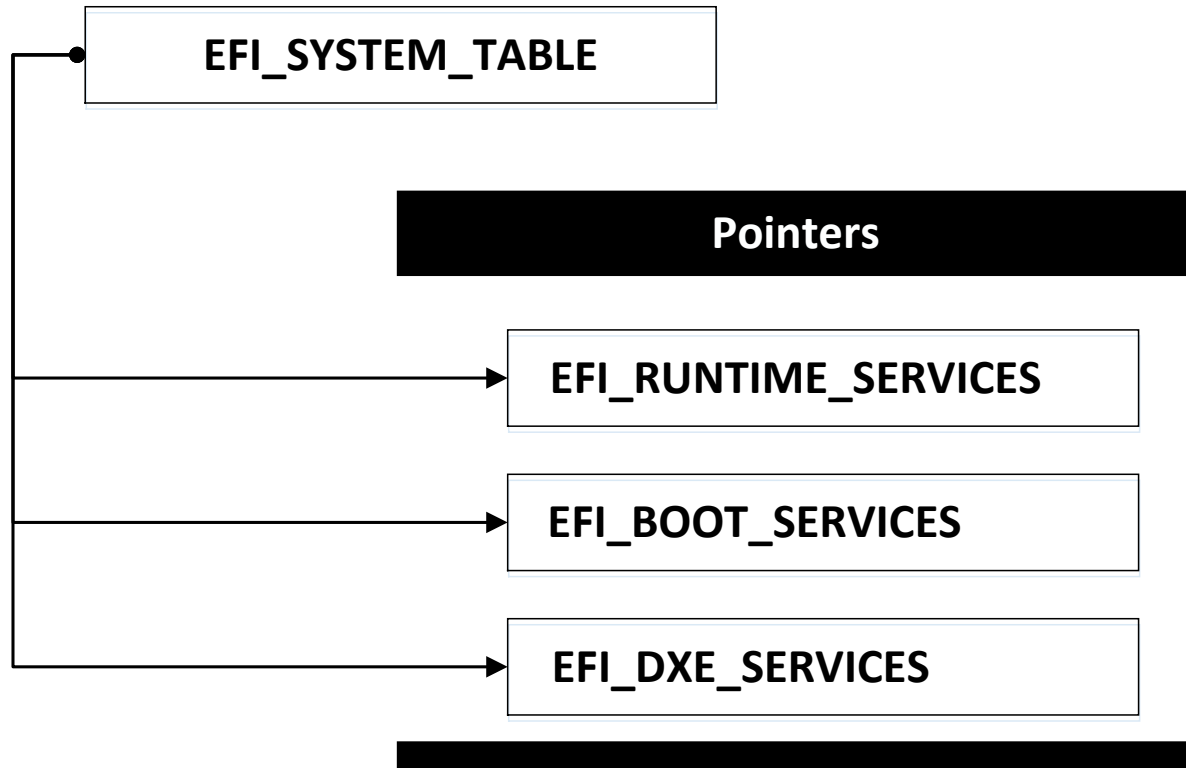 EFI_SYSTEM_TABLE
Pointers
EFI_RUNTIME_SERVICES
EFI_BOOT_SERVICES
EFI_DXE_SERVICES